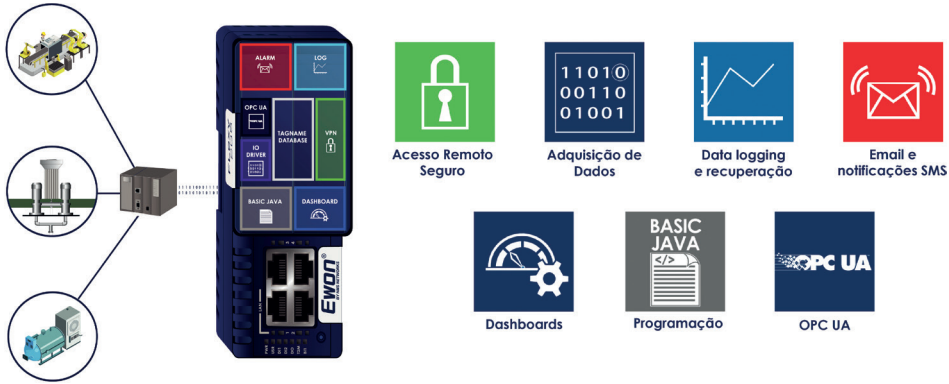 ALARM
LOG
OPC UA
TAGNAME
DATABASE
VPN
IO
DRIVER
BASIC JAVA
DASHBOARD
LAN
Ewon®
BY HMS NETWORKS
11010
00110
01001
Acesso Remoto
Seguro
Adquisição de
Dados
Data logging
e recuperação
Email e
notificações SMS
Dashboards
BASIC
JAVA
</>
Programação
OPC UA
OPC UA